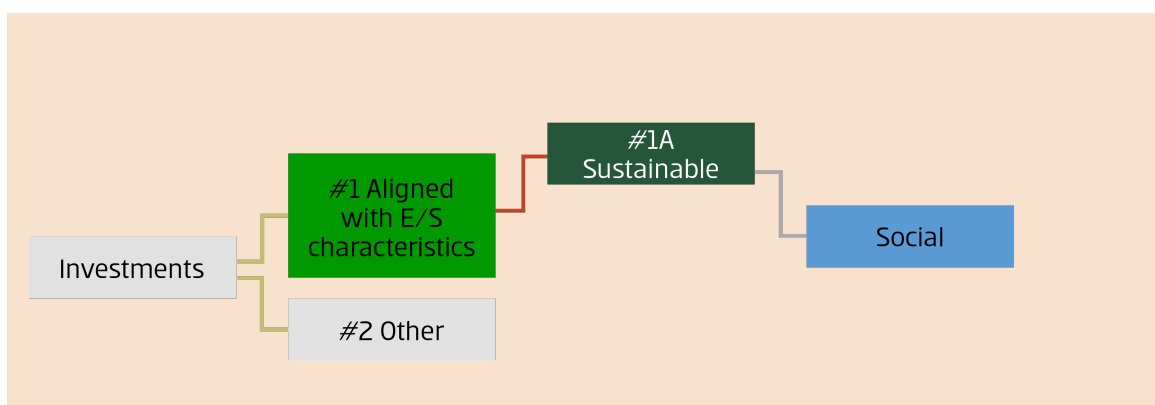 #1A
Sustainable
#1 Aligned
with E/S
characteristics
Social
Investments
#2 Other